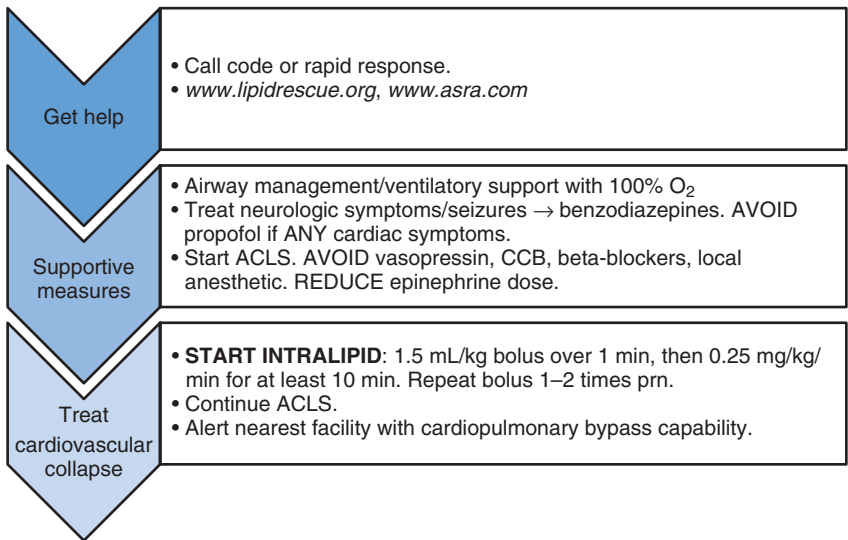 Get help
• Call code or rapid response.
• www.lipidrescue.org, www.asra.com
Supportive
measures
• Airway management/ventilatory support with 100% O₂
• Treat neurologic symptoms/seizures → benzodiazepines. AVOID
propofol if ANY cardiac symptoms.
• Start ACLS. AVOID vasopressin, CCB, beta-blockers, local
anesthetic. REDUCE epinephrine dose.
Treat
cardiovascular
collapse
• START INTRALIPID: 1.5 mL/kg bolus over 1 min, then 0.25 mg/kg/
min for at least 10 min. Repeat bolus 1–2 times prn.
• Continue ACLS.
• Alert nearest facility with cardiopulmonary bypass capability.